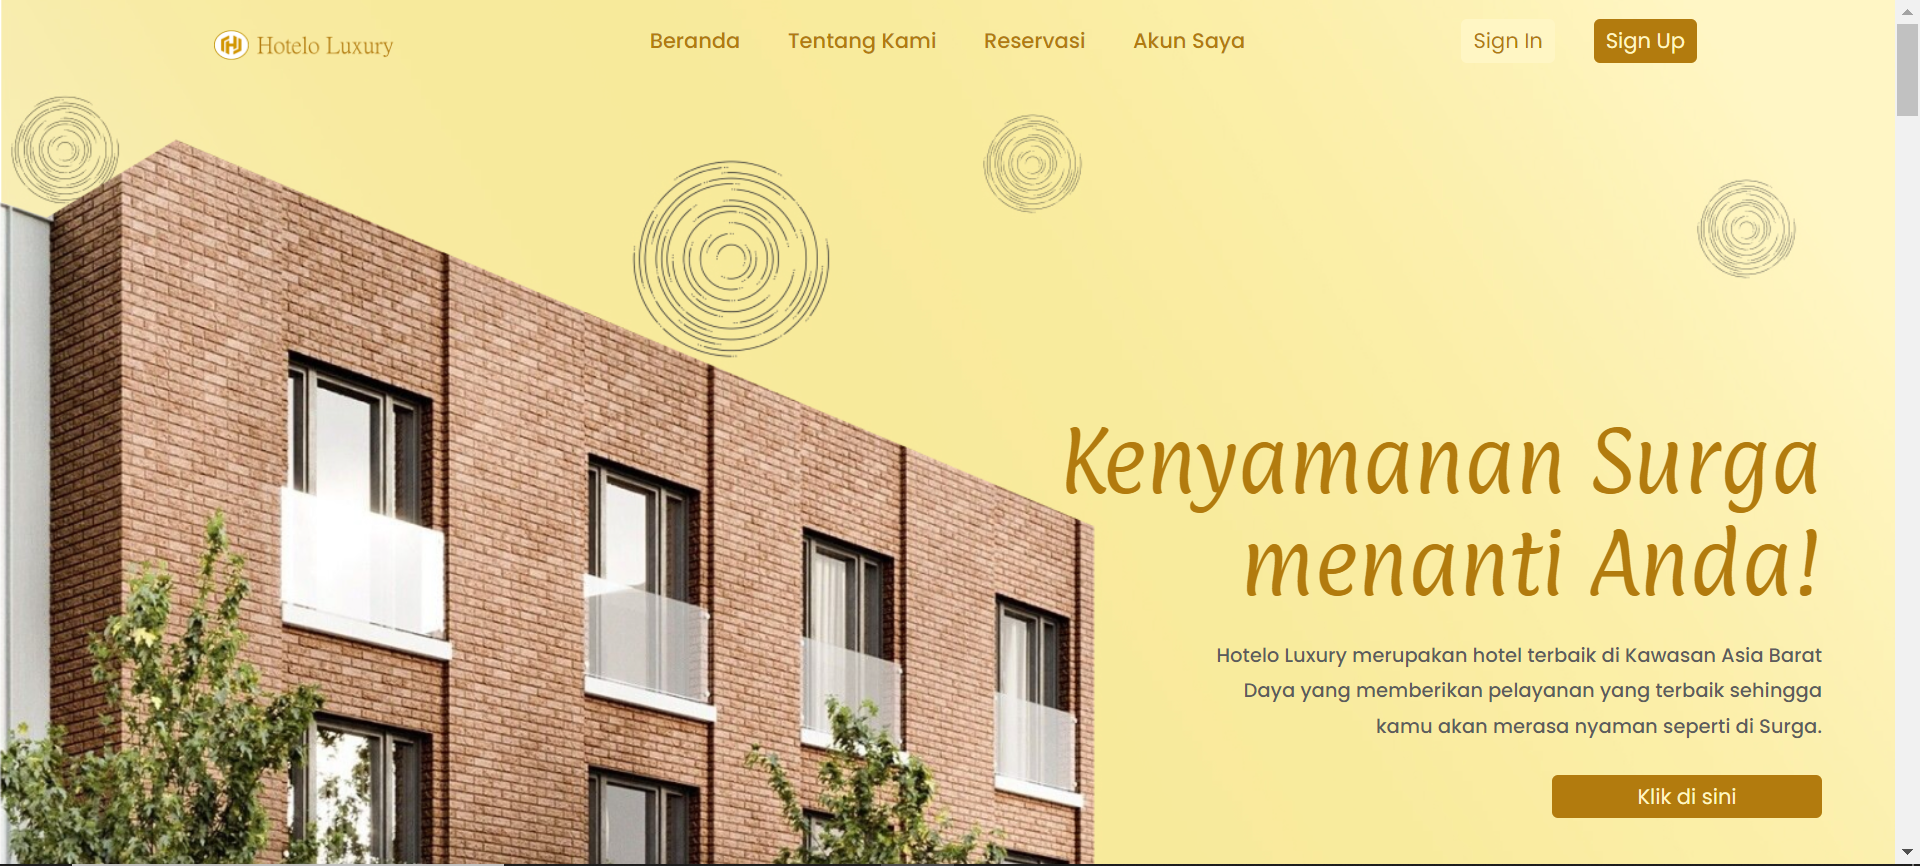 Hotelo Luxury
Beranda
Tentang Kami
Reservasi
Akun Saya
Sign In
Sign Up
Kenyamanan Surga
menanti Anda!
Hotelo Luxury merupakan hotel terbaik di Kawasan Asia Barat
Daya yang memberikan pelayanan yang terbaik sehingga
kamu akan merasa nyaman seperti di Surga.
Klik di sini